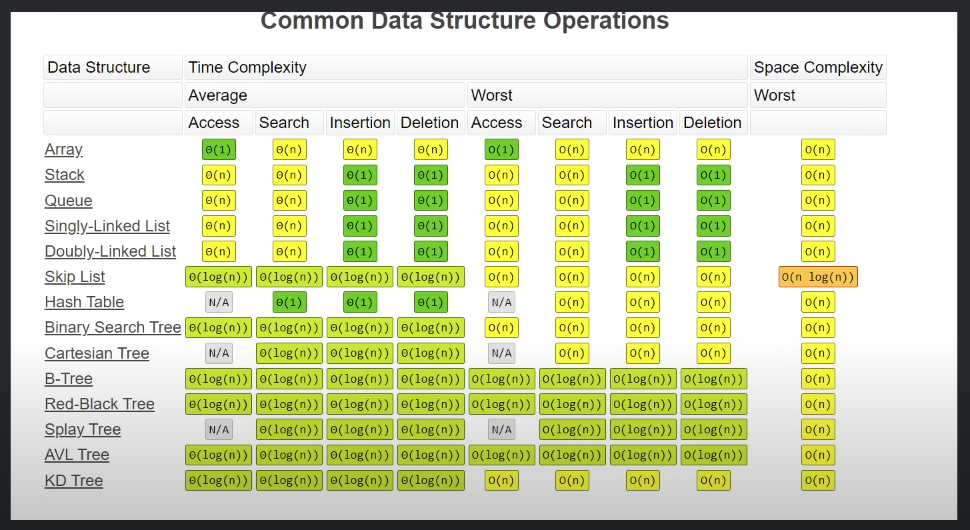 Common Data Structure Operations
Data Structure Time Complexity Space Complexity
Average Worst Worst
Access Search Insertion Deletion Access Search Insertion Deletion
Array Θ(1) Θ(n) Θ(n) Θ(n) O(1) O(n) O(n) O(n) O(n)
Stack Θ(n) Θ(n) Θ(1) Θ(1) O(n) O(n) O(1) O(1) O(n)
Queue Θ(n) Θ(n) Θ(1) Θ(1) O(n) O(n) O(1) O(1) O(n)
Singly-Linked List Θ(n) Θ(n) Θ(1) Θ(1) O(n) O(n) O(1) O(1) O(n)
Doubly-Linked List Θ(n) Θ(n) Θ(1) Θ(1) O(n) O(n) O(1) O(1) O(n)
Skip List Θ(log(n)) Θ(log(n)) Θ(log(n)) Θ(log(n)) O(n) O(n) O(n) O(n) O(n log(n))
Hash Table N/A Θ(1) Θ(1) Θ(1) N/A O(n) O(n) O(n) O(n)
Binary Search Tree Θ(log(n)) Θ(log(n)) Θ(log(n)) Θ(log(n)) O(n) O(n) O(n) O(n) O(n)
Cartesian Tree N/A Θ(log(n)) Θ(log(n)) Θ(log(n)) N/A O(n) O(n) O(n) O(n)
B-Tree Θ(log(n)) Θ(log(n)) Θ(log(n)) Θ(log(n)) O(log(n)) O(log(n)) O(log(n)) O(log(n)) O(n)
Red-Black Tree Θ(log(n)) Θ(log(n)) Θ(log(n)) Θ(log(n)) O(log(n)) O(log(n)) O(log(n)) O(log(n)) O(n)
Splay Tree N/A Θ(log(n)) Θ(log(n)) Θ(log(n)) N/A O(log(n)) O(log(n)) O(log(n)) O(n)
AVL Tree Θ(log(n)) Θ(log(n)) Θ(log(n)) Θ(log(n)) O(log(n)) O(log(n)) O(log(n)) O(log(n)) O(n)
KD Tree Θ(log(n)) Θ(log(n)) Θ(log(n)) Θ(log(n)) O(n) O(n) O(n) O(n) O(n)